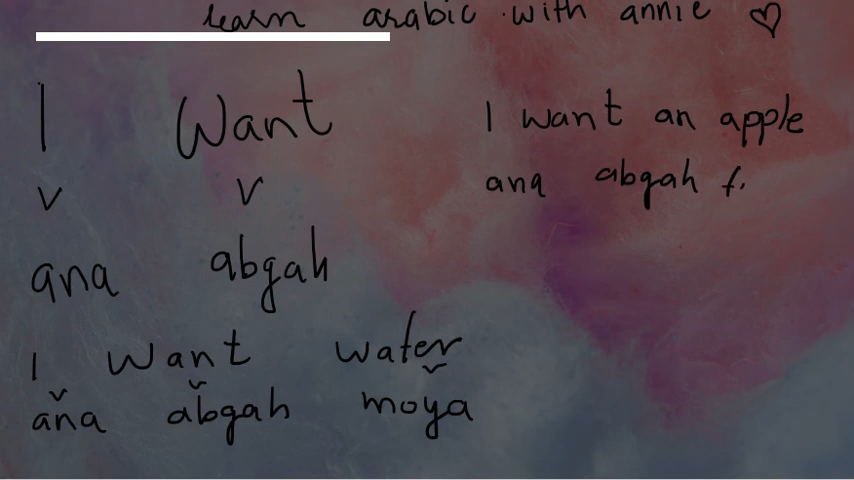 learn arabic with annie ♡
I want
v v
ana abgah
I want an apple
ana abgah f.
I want water
ana abgah moya